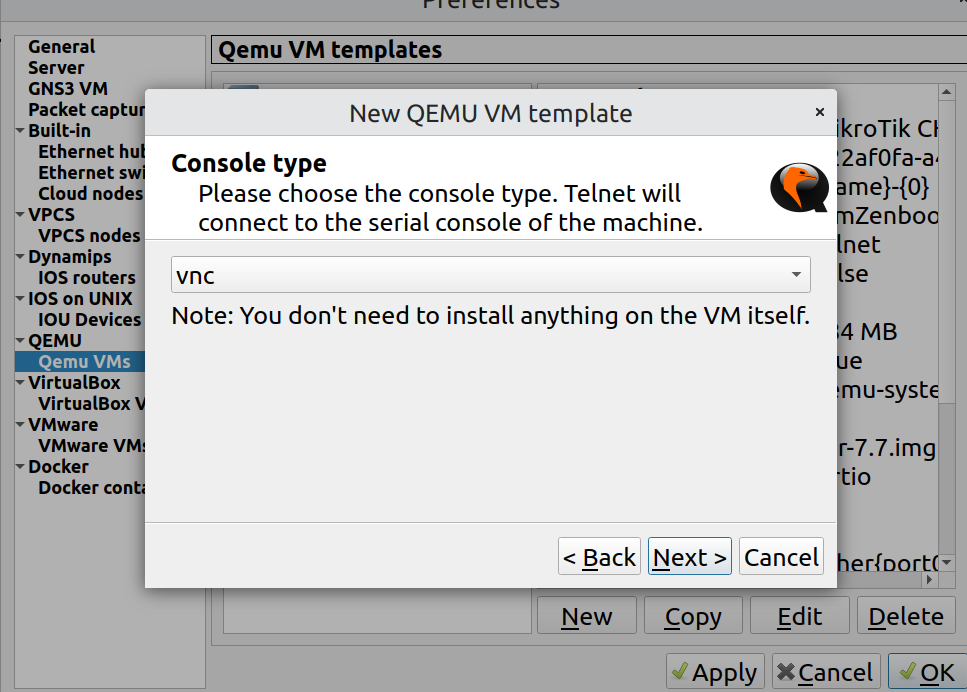 Preferences
General
Server
GNS3 VM
Packet captur
Built-in
Ethernet hub
Ethernet swi
Cloud nodes
VPCS
VPCS nodes
Dynamips
IOS routers
IOS on UNIX
IOU Devices
QEMU
Qemu VMs
VirtualBox
VirtualBox V
VMware
VMware VMs
Docker
Docker conta
Qemu VM templates
New QEMU VM template
Console type
Please choose the console type. Telnet will
connect to the serial console of the machine.
vnc
Note: You don't need to install anything on the VM itself.
< Back Next > Cancel
ikroTik CH
2af0fa-a4
ame}-{0}
mZenboo
lnet
lse
84 MB
ue
emu-syste
r-7.7.img
rtio
her{port0
New Copy Edit Delete
Apply Cancel OK